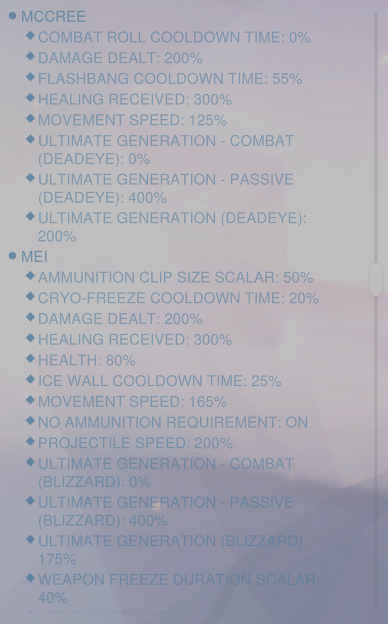 MCCREE
COMBAT ROLL COOLDOWN TIME: 0%
DAMAGE DEALT: 200%
FLASHBANG COOLDOWN TIME: 55%
HEALING RECEIVED: 300%
MOVEMENT SPEED: 125%
ULTIMATE GENERATION - COMBAT
(DEADEYE): 0%
ULTIMATE GENERATION - PASSIVE
(DEADEYE): 400%
ULTIMATE GENERATION (DEADEYE):
200%
MEI
AMMUNITION CLIP SIZE SCALAR: 50%
CRYO-FREEZE COOLDOWN TIME: 20%
DAMAGE DEALT: 200%
HEALING RECEIVED: 300%
HEALTH: 80%
ICE WALL COOLDOWN TIME: 25%
MOVEMENT SPEED: 165%
NO AMMUNITION REQUIREMENT: ON
PROJECTILE SPEED: 200%
ULTIMATE GENERATION - COMBAT
(BLIZZARD): 0%
ULTIMATE GENERATION - PASSIVE
(BLIZZARD): 400%
ULTIMATE GENERATION (BLIZZARD):
175%
WEAPON FREEZE DURATION SCALAR:
40%